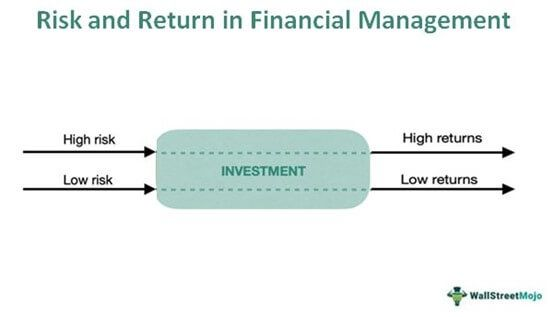 Risk and Return in Financial Management
High risk
High returns
INVESTMENT
Low risk
Low returns
WallStreetMojo